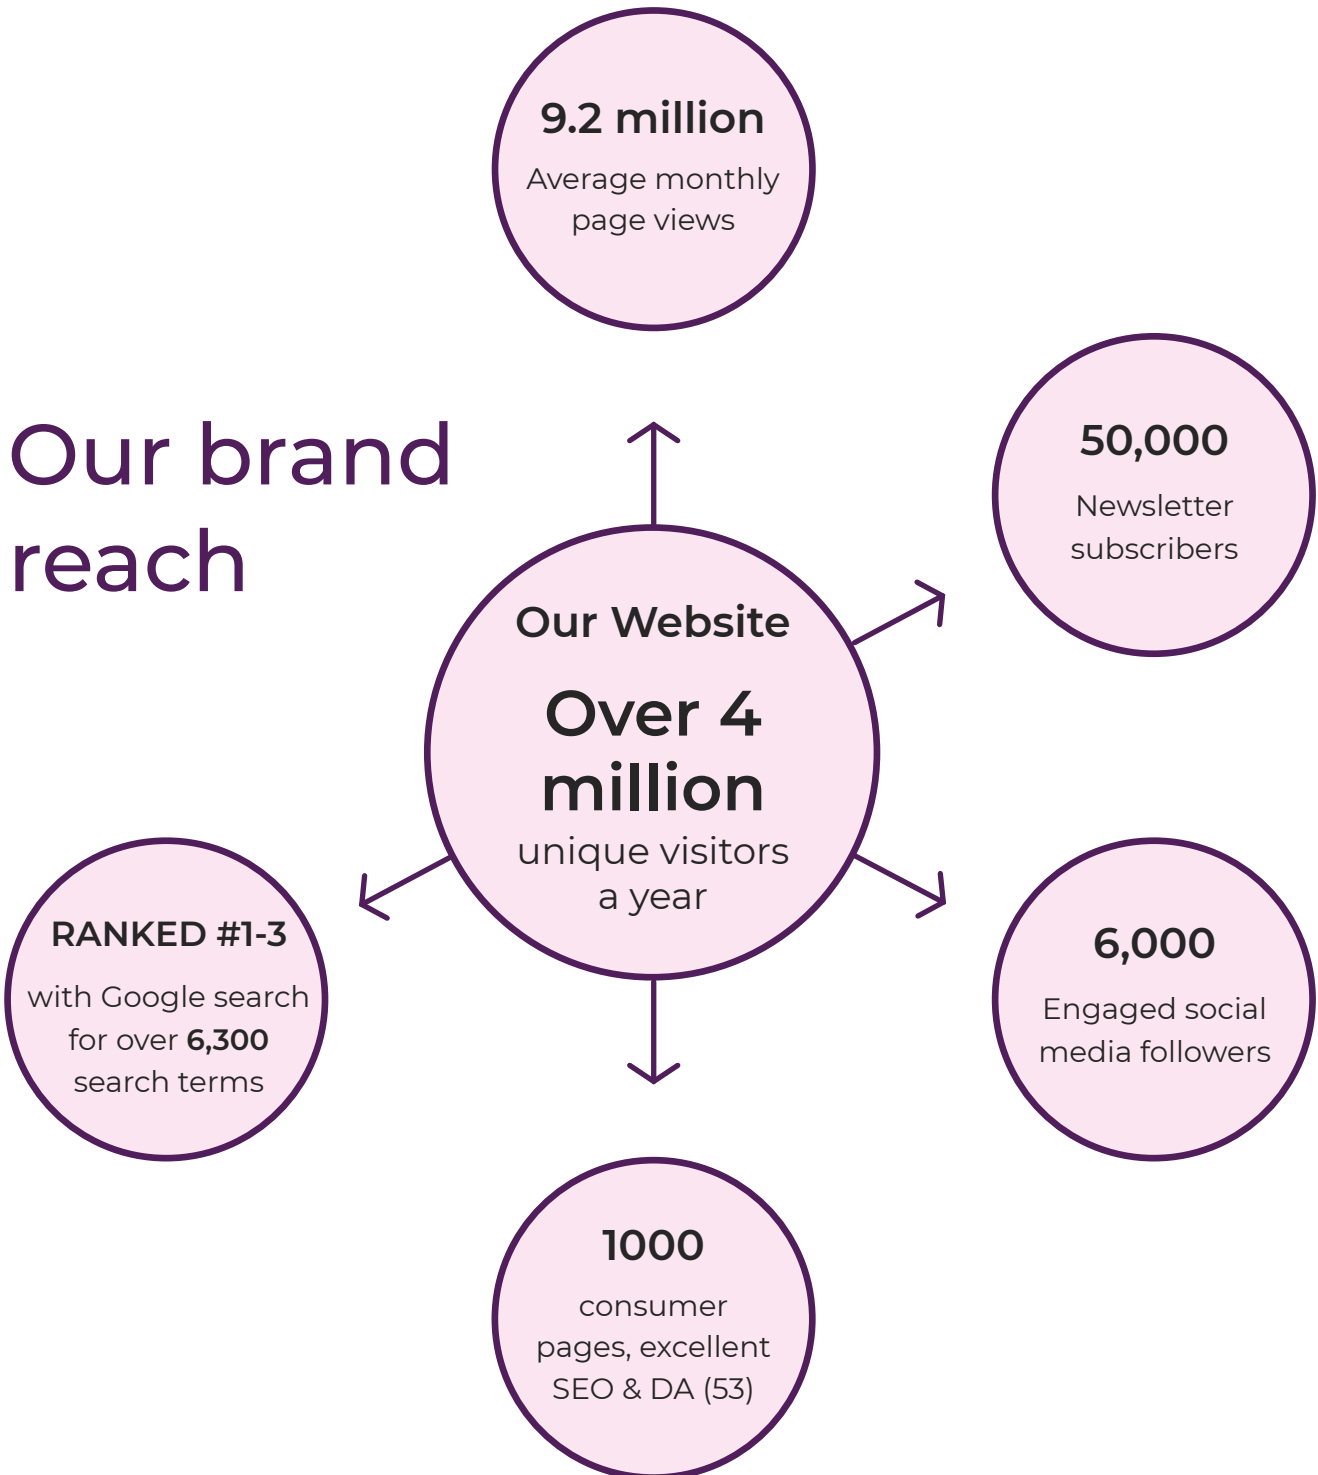 9.2 million
Average monthly
page views
Our brand
reach
50,000
Newsletter
subscribers
Our Website
Over 4
million
unique visitors
a year
RANKED #1-3
with Google search
for over 6,300
search terms
6,000
Engaged social
media followers
1000
consumer
pages, excellent
SEO & DA (53)